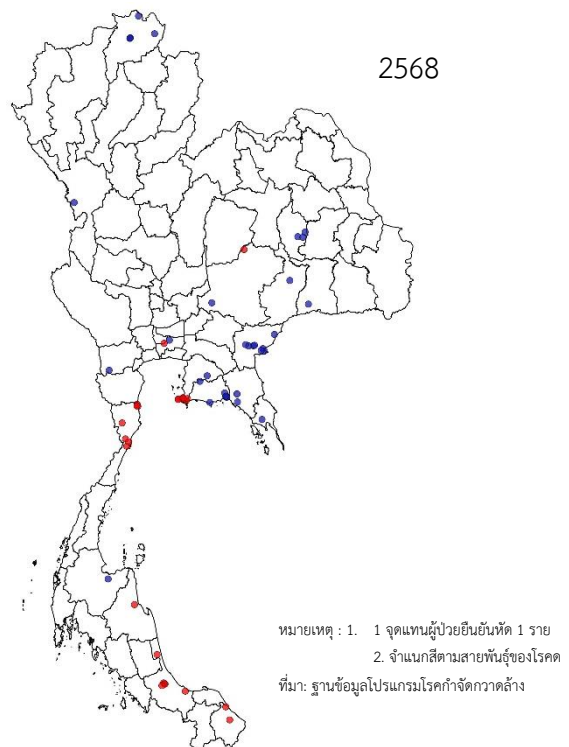 2568
หมายเหตุ : 1. 1 จุดแทนผู้ป่วยยืนยันหัด 1 ราย
2. จำแนกสีตามสายพันธุ์ของโรคด
ที่มา: ฐานข้อมูลโปรแกรมโรคกำจัดกวาดล้าง